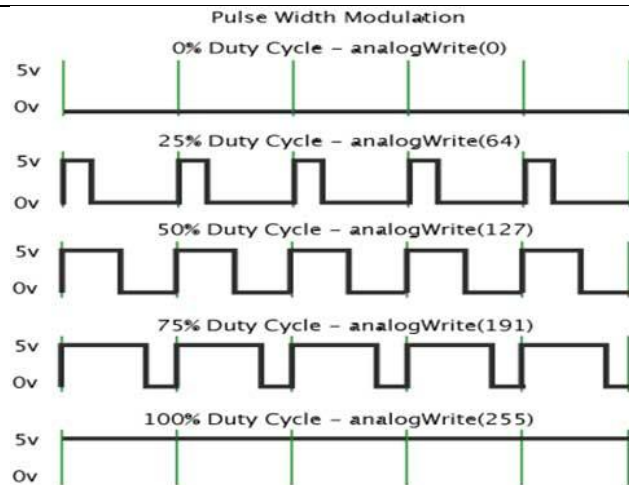 Pulse Width Modulation
0% Duty Cycle – analogWrite(0)
5v
0v
25% Duty Cycle – analogWrite(64)
5v
0v
50% Duty Cycle – analogWrite(127)
5v
0v
75% Duty Cycle – analogWrite(191)
5v
0v
100% Duty Cycle – analogWrite(255)
5v
0v